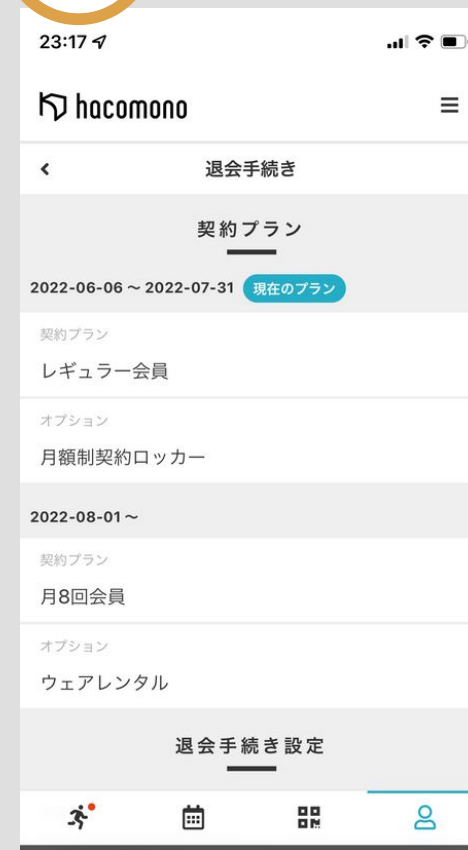 23:17
hacomono
退会手続き
契約プラン
2022-06-06 ~ 2022-07-31 現在のプラン
契約プラン
レギュラー会員
オプション
月額制契約ロッカー
2022-08-01 ~
契約プラン
月8回会員
オプション
ウェアレンタル
退会手続き設定